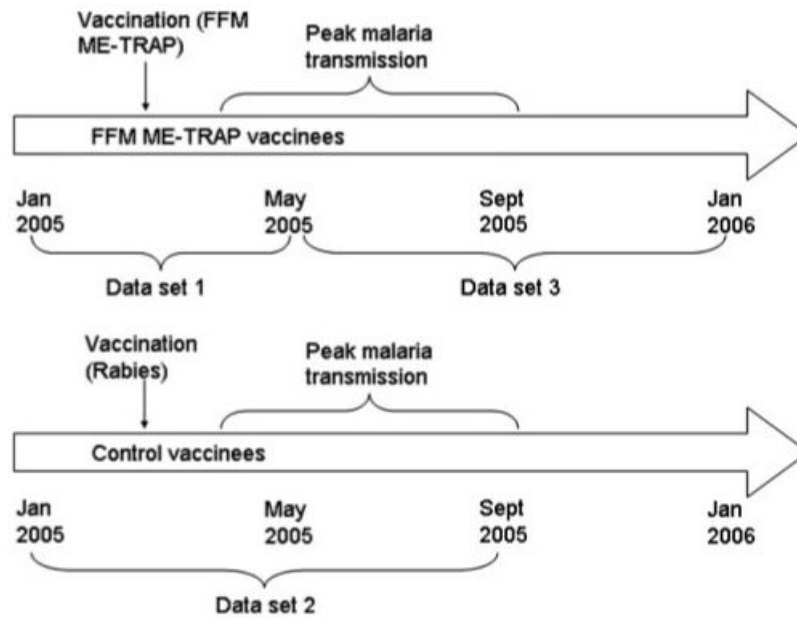 Vaccination (FFM
ME-TRAP)
Peak malaria
transmission
FFM ME-TRAP vaccinees
Jan
2005
May
2005
Sept
2005
Jan
2006
Data set 1
Data set 3
Vaccination
(Rabies)
Peak malaria
transmission
Control vaccinees
Jan
2005
May
2005
Sept
2005
Jan
2006
Data set 2